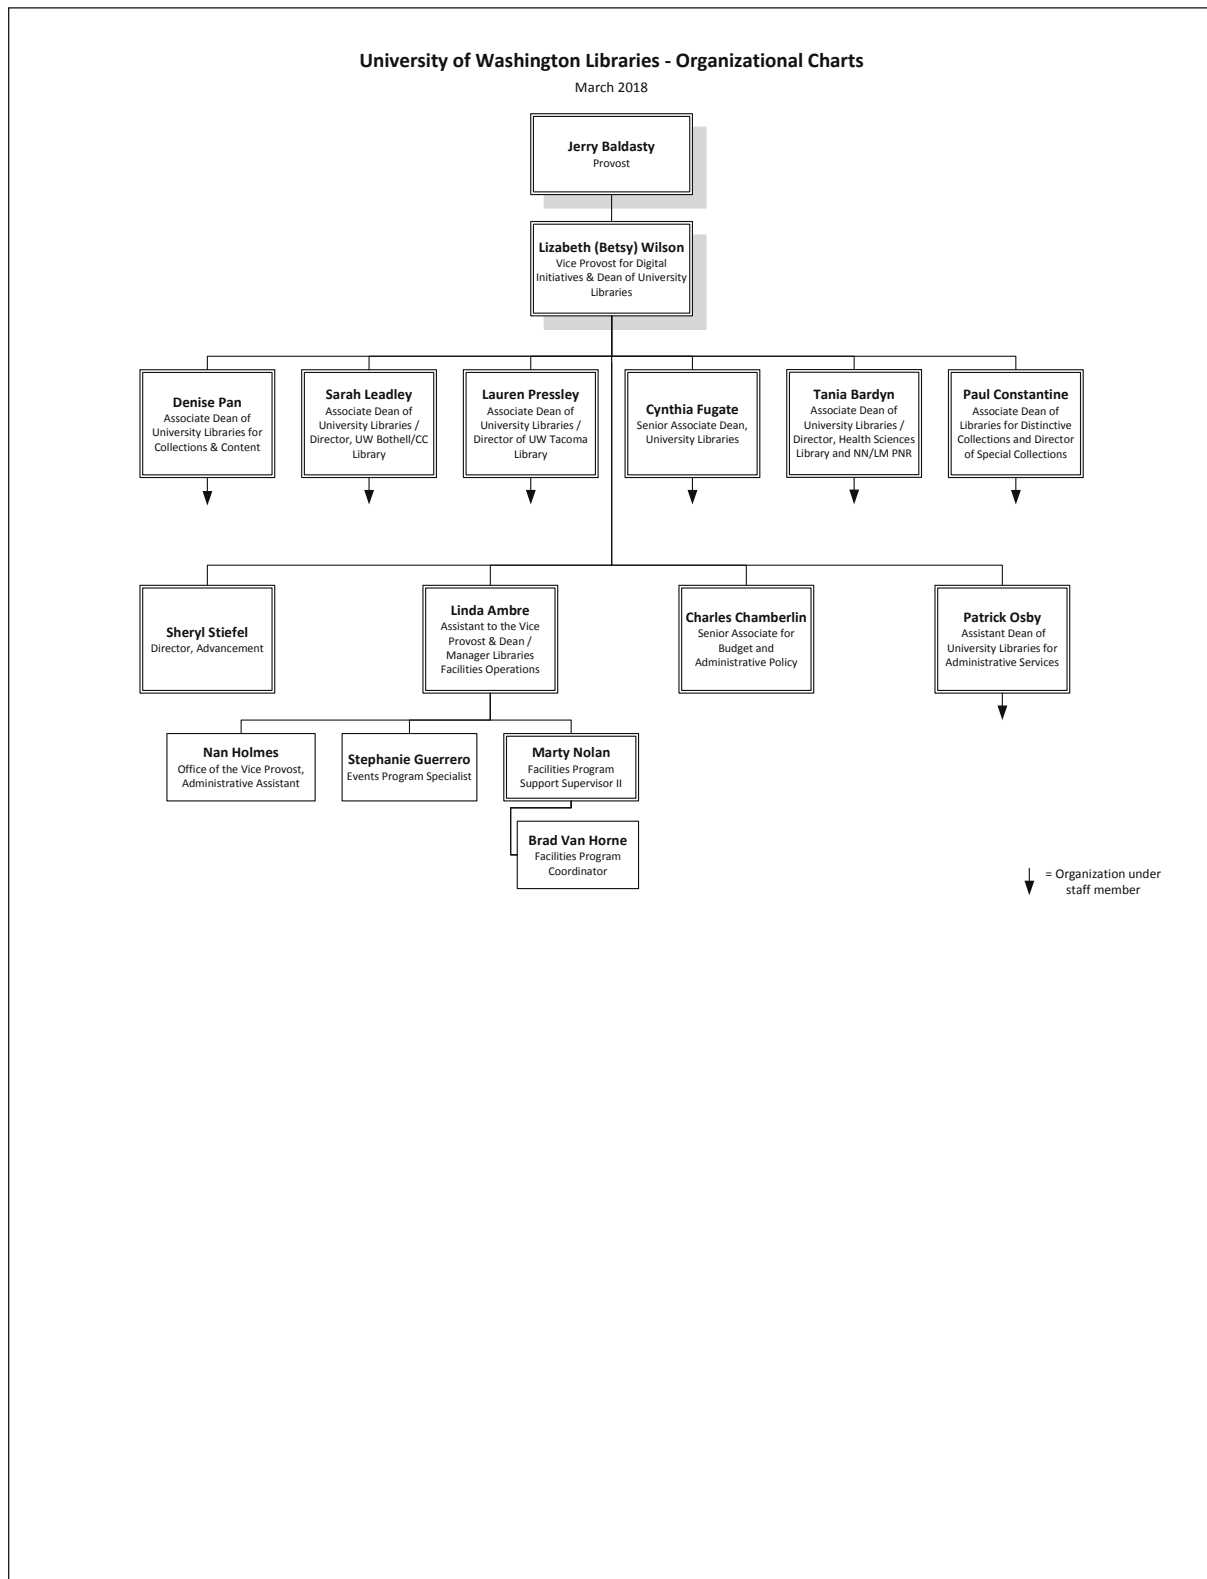 University of Washington Libraries - Organizational Charts
March 2018
Jerry Baldasty
Provost
Lizabeth (Betsy) Wilson
Vice Provost for Digital
Initiatives & Dean of University
Libraries
Denise Pan
Associate Dean of
University Libraries for
Collections & Content
Sarah Leadley
Associate Dean of
University Libraries /
Director, UW Bothell/CC
Library
Lauren Pressley
Associate Dean of
University Libraries /
Director of UW Tacoma
Library
Cynthia Fugate
Senior Associate Dean,
University Libraries
Tania Bardyn
Associate Dean of
University Libraries /
Director, Health Sciences
Library and NN/LM PNR
Paul Constantine
Associate Dean of
Libraries for Distinctive
Collections and Director
of Special Collections
Sheryl Stiefel
Director, Advancement
Linda Ambre
Assistant to the Vice
Provost & Dean /
Manager Libraries
Facilities Operations
Charles Chamberlin
Senior Associate for
Budget and
Administrative Policy
Patrick Osby
Assistant Dean of
University Libraries for
Administrative Services
Nan Holmes
Office of the Vice Provost,
Administrative Assistant
Stephanie Guerrero
Events Program Specialist
Marty Nolan
Facilities Program
Support Supervisor II
Brad Van Horne
Facilities Program
Coordinator
= Organization under
staff member